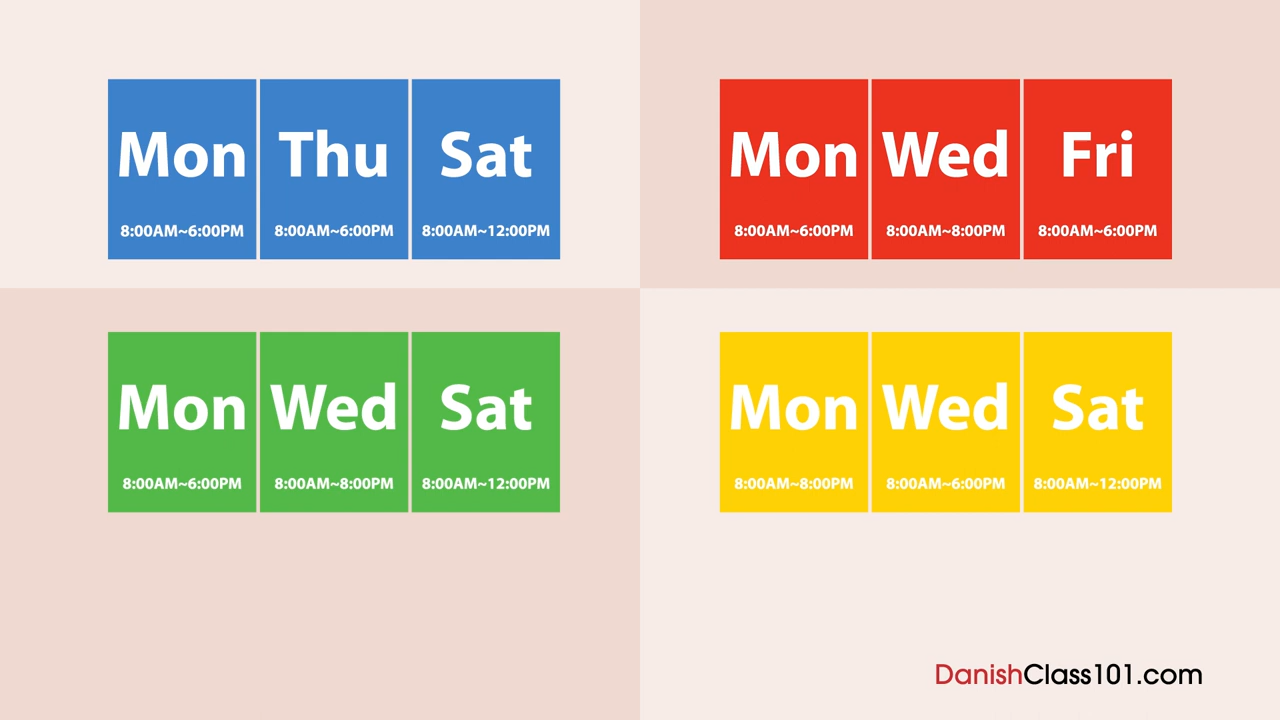 Mon Thu Sat
8:00AM~6:00PM 8:00AM~6:00PM 8:00AM~12:00PM
Mon Wed Fri
8:00AM~6:00PM 8:00AM~8:00PM 8:00AM~6:00PM
Mon Wed Sat
8:00AM~6:00PM 8:00AM~8:00PM 8:00AM~12:00PM
Mon Wed Sat
8:00AM~8:00PM 8:00AM~6:00PM 8:00AM~12:00PM
DanishClass101.com